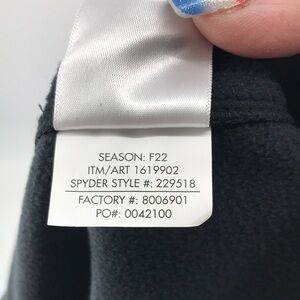 SEASON: F22
ITM/ART 1619902
SPYDER STYLE #: 229518
FACTORY #: 8006901
PO#: 0042100